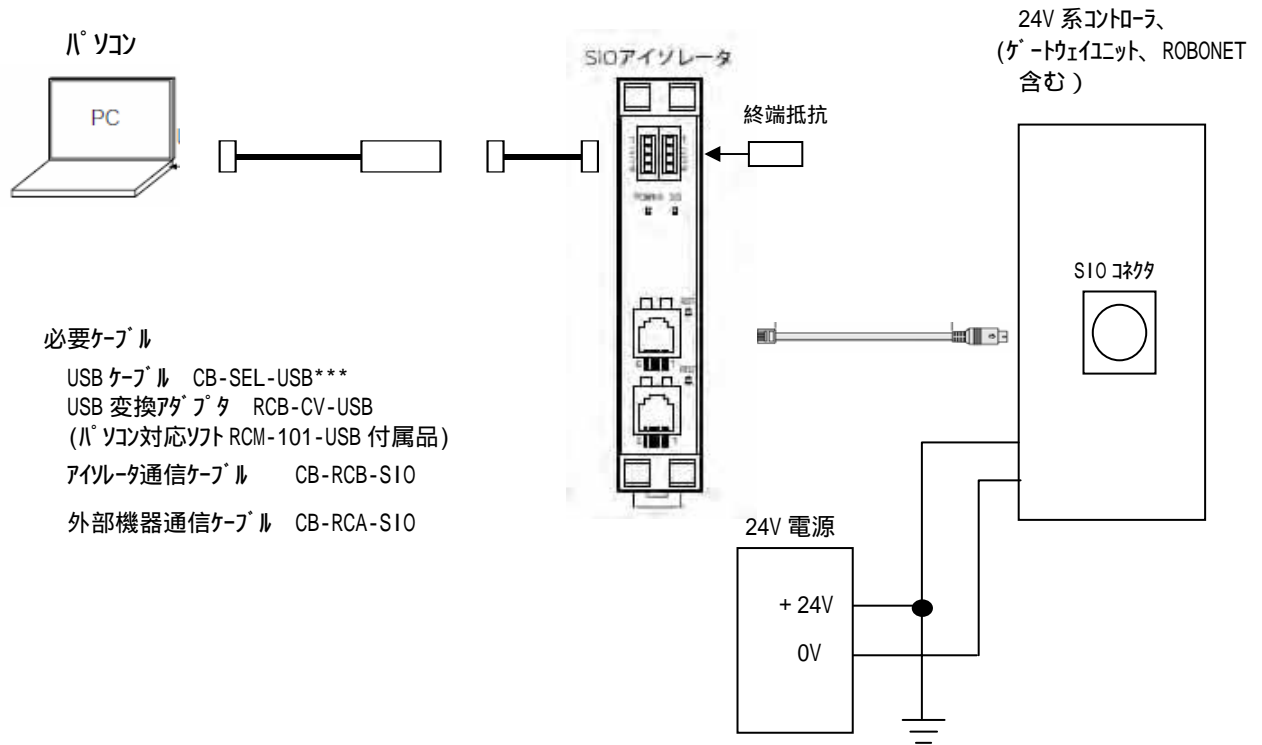 パソコン
PC
SIOアイソレータ
終端抵抗
24V 系コントローラ、
(ゲートウェイユニット、ROBONET
含む)
SIO コネクタ
必要ケーブル
USB ケーブル CB-SEL-USB***
USB 変換アダプタ RCB-CV-USB
(パソコン対応ソフト RCM-101-USB 付属品)
アイソレータ通信ケーブル CB-RCB-SIO
外部機器通信ケーブル CB-RCA-SIO
24V 電源
+24V
0V